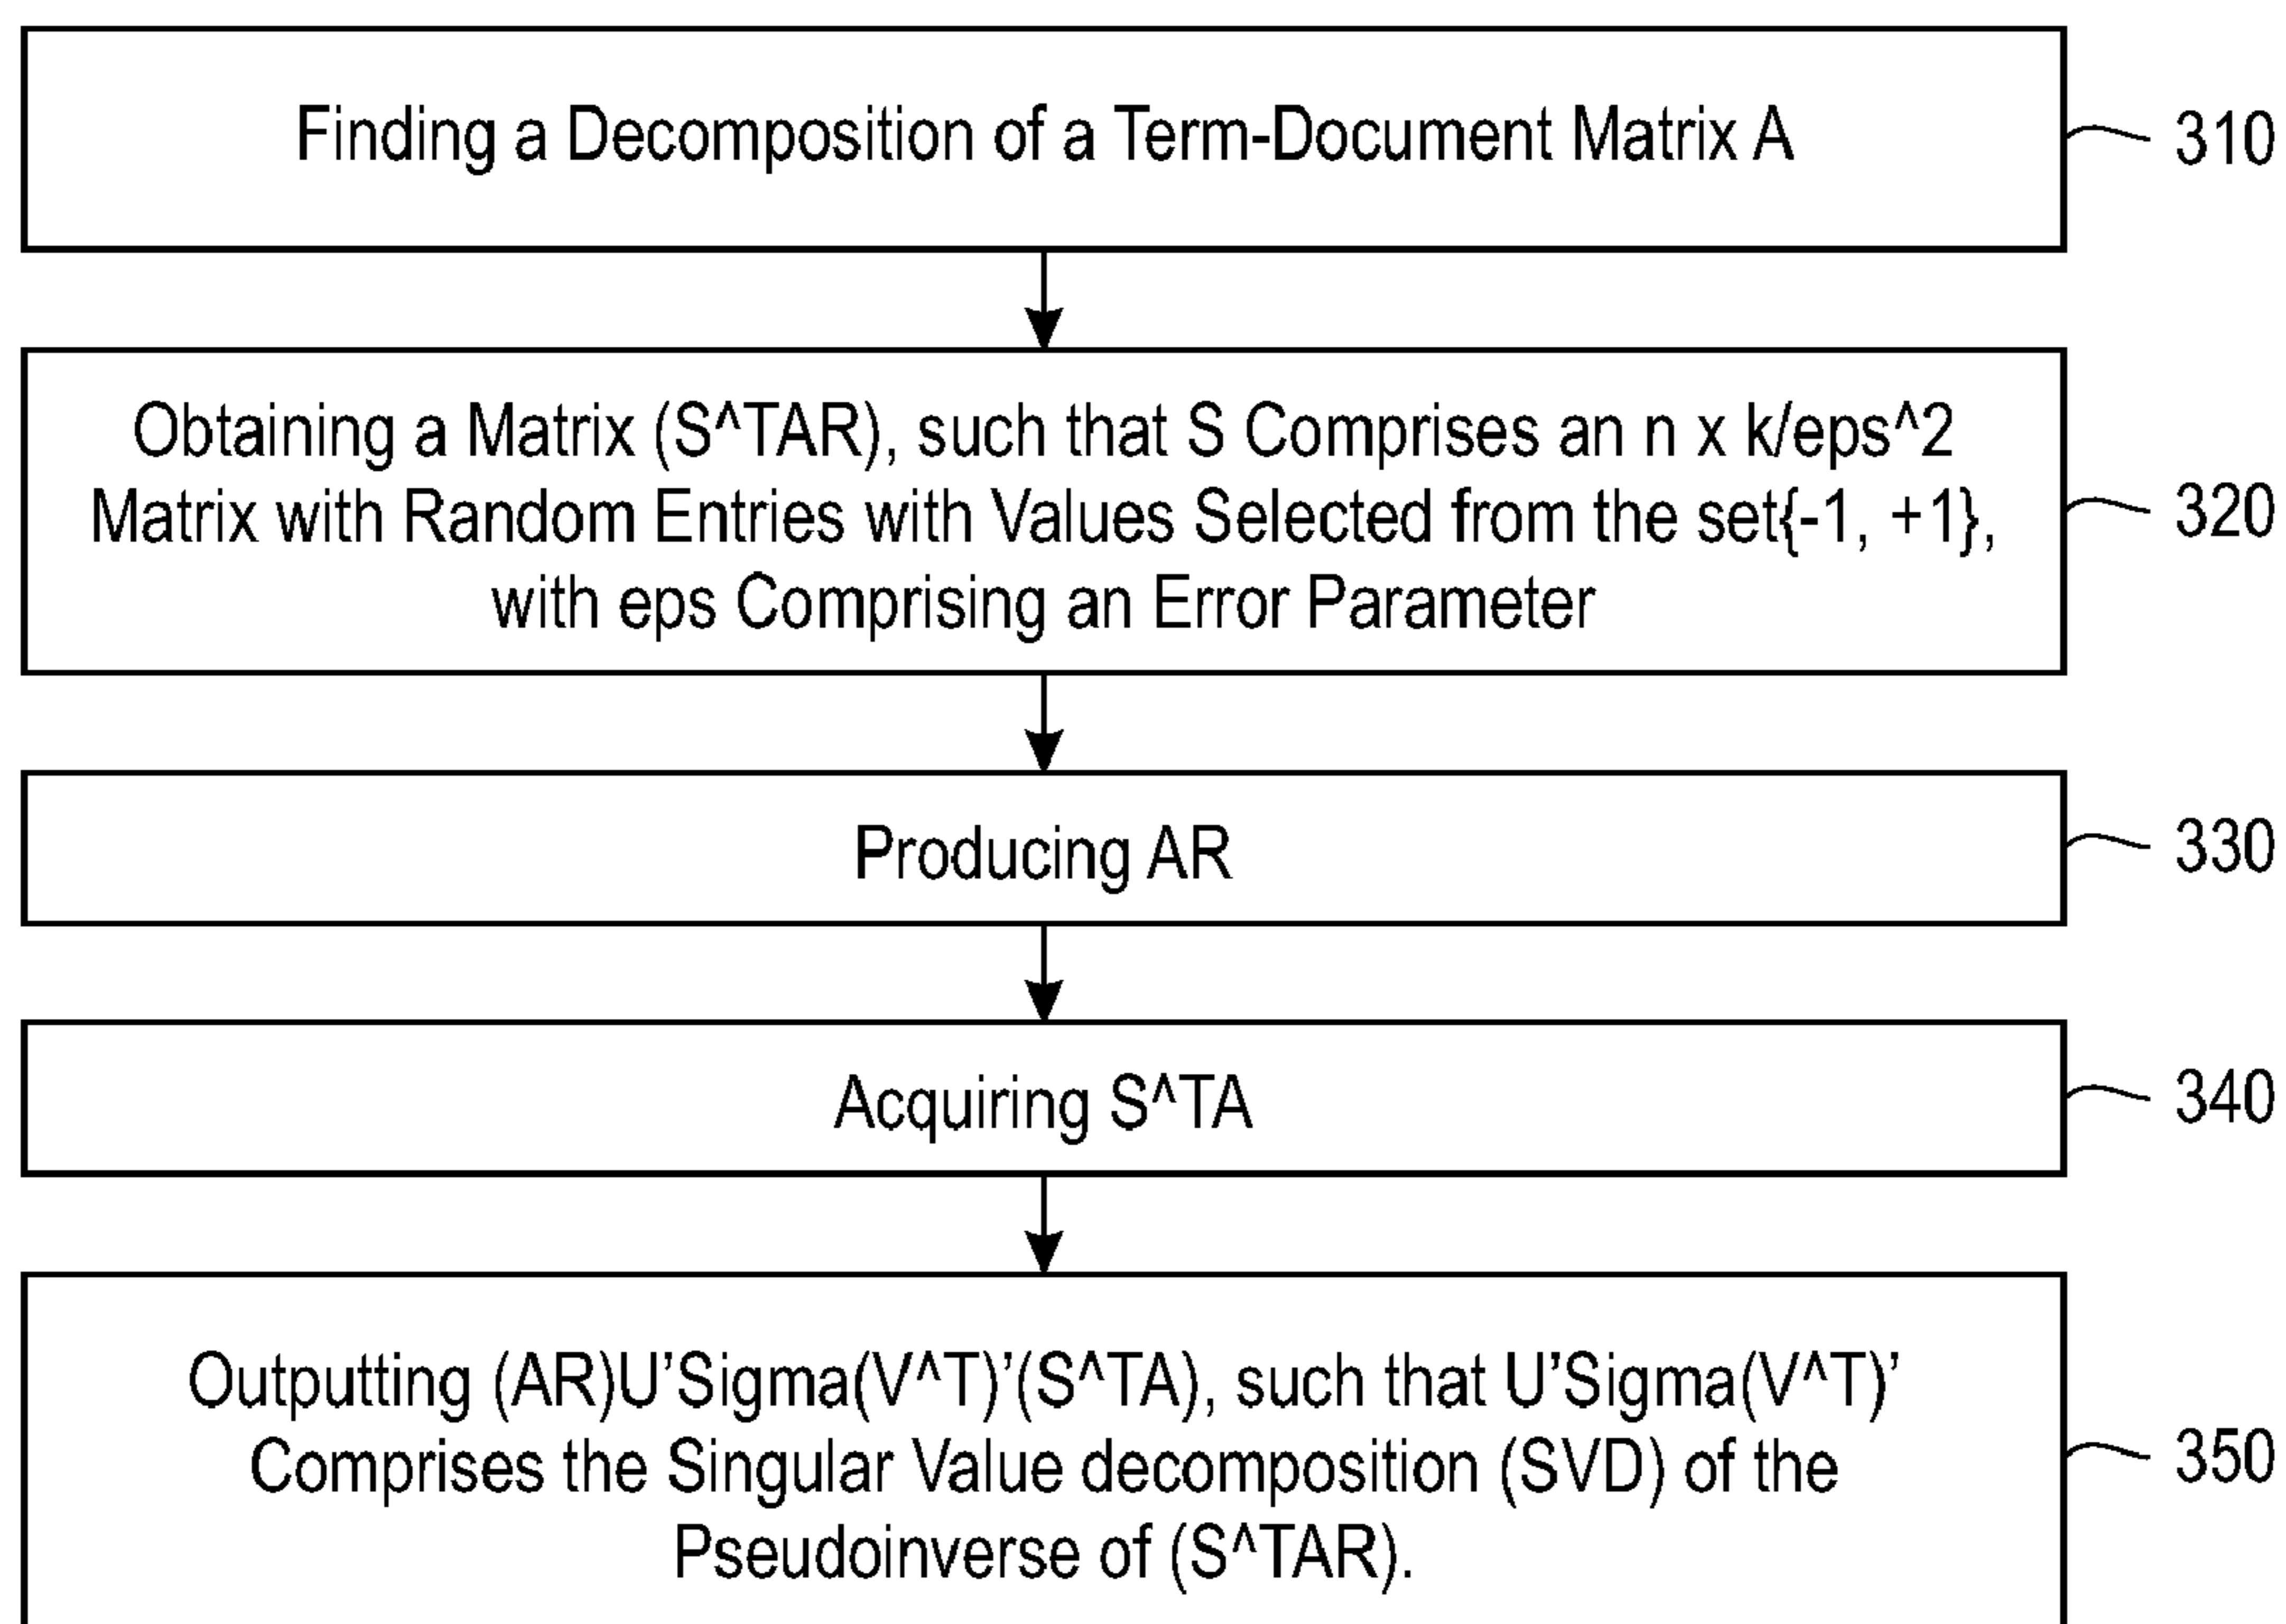 Finding a Decomposition of a Term-Document Matrix A
310
Obtaining a Matrix (S^TAR), such that S Comprises an n x k/eps^2
Matrix with Random Entries with Values Selected from the set{-1, +1},
with eps Comprising an Error Parameter
320
Producing AR
330
Acquiring S^TA
340
Outputting (AR)U'Sigma(V^T)'(S^TA), such that U'Sigma(V^T)'
Comprises the Singular Value decomposition (SVD) of the
Pseudoinverse of (S^TAR).
350